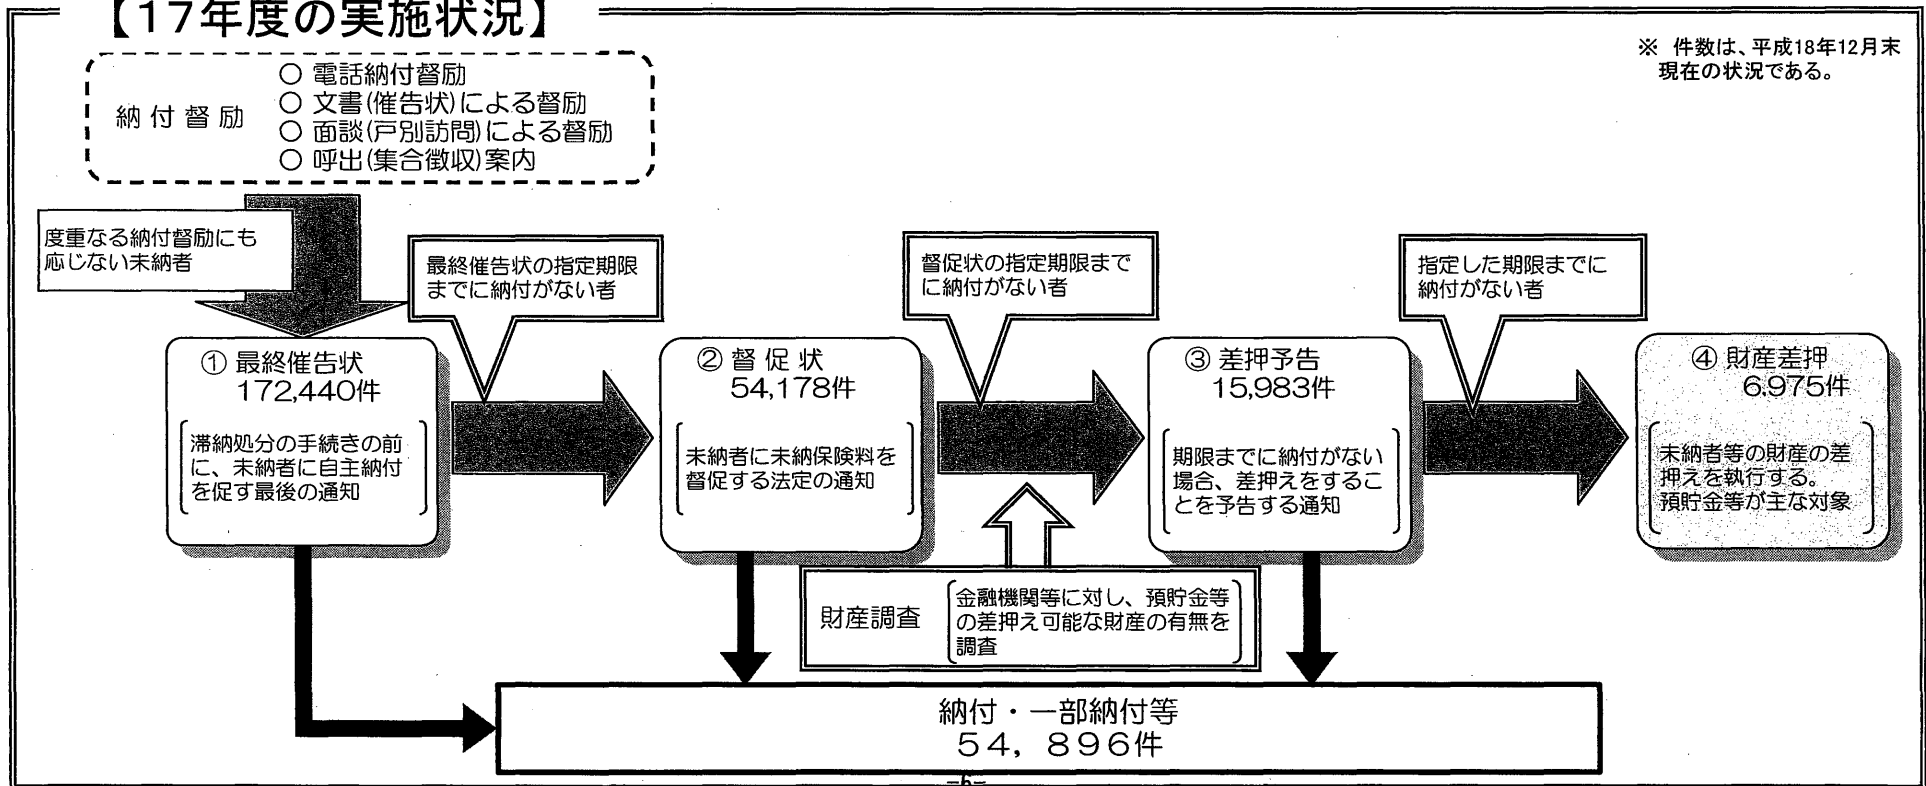 【17年度の実施状況】
※ 件数は、平成18年12月末
現在の状況である。
納付督励
○ 電話納付督励
○ 文書(催告状)による督励
○ 面談(戸別訪問)による督励
○ 呼出(集合徴収)案内
度重なる納付督励にも
応じない未納者
最終催告状の指定期限
までに納付がない者
督促状の指定期限まで
に納付がない者
指定した期限までに
納付がない者
① 最終催告状
172,440件
滞納処分の手続きの前
に、未納者に自主納付
を促す最後の通知
② 督促状
54,178件
未納者に未納保険料を
督促する法定の通知
③ 差押予告
15,983件
期限までに納付がない
場合、差押えをするこ
とを予告する通知
④ 財産差押
6,975件
未納者等の財産の差
押えを執行する。
預貯金等が主な対象
財産調査
金融機関等に対し、預貯金等
の差押え可能な財産の有無を
調査
納付・一部納付等
54,896件
-6-